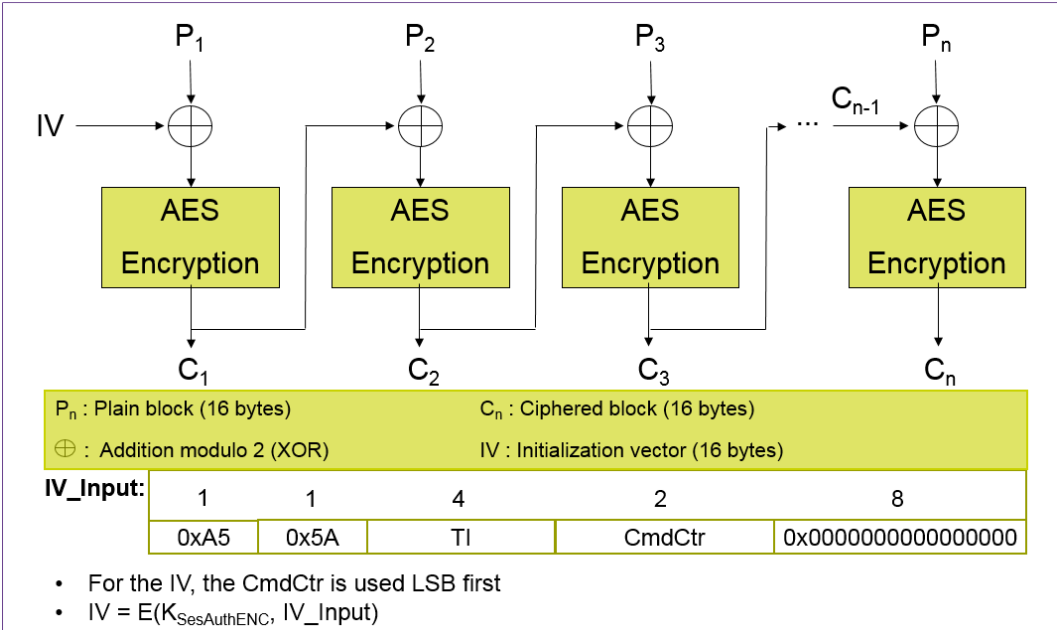 P1 P2 P3 Pn
IV Cn-1
...
AES AES AES AES
Encryption Encryption Encryption Encryption
C1 C2 C3 Cn
Pn : Plain block (16 bytes) Cn : Ciphered block (16 bytes)
⊕ : Addition modulo 2 (XOR) IV : Initialization vector (16 bytes)
IV_Input: 1 1 4 2 8
0xA5 0x5A TI CmdCtr 0x0000000000000000
• For the IV, the CmdCtr is used LSB first
• IV = E(KSesAuthENC, IV_Input)